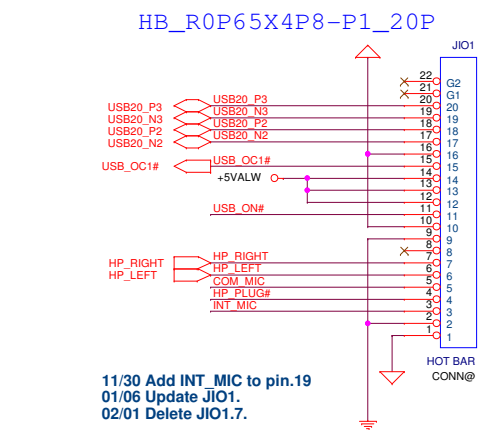 HB_R0P65X4P8-P1_20P
JIO1
22 G2
21 G1
USB20_P3 USB20_P3 20 20
USB20_N3 USB20_N3 19 19
USB20_P2 USB20_P2 18 18
USB20_N2 USB20_N2 17 17
16 16
USB_OC1# USB_OC1# 15 15
+5VALW 14 14
13 13
12 12
USB_ON# 11 11
10 10
9 9
8 8
HP_RIGHT HP_RIGHT 7 7
HP_LEFT HP_LEFT 6 6
COM_MIC 5 5
HP_PLUG# 4 4
INT_MIC 3 3
2 2
1 1
HOT BAR
CONN@
11/30 Add INT_MIC to pin.19
01/06 Update JIO1.
02/01 Delete JIO1.7.